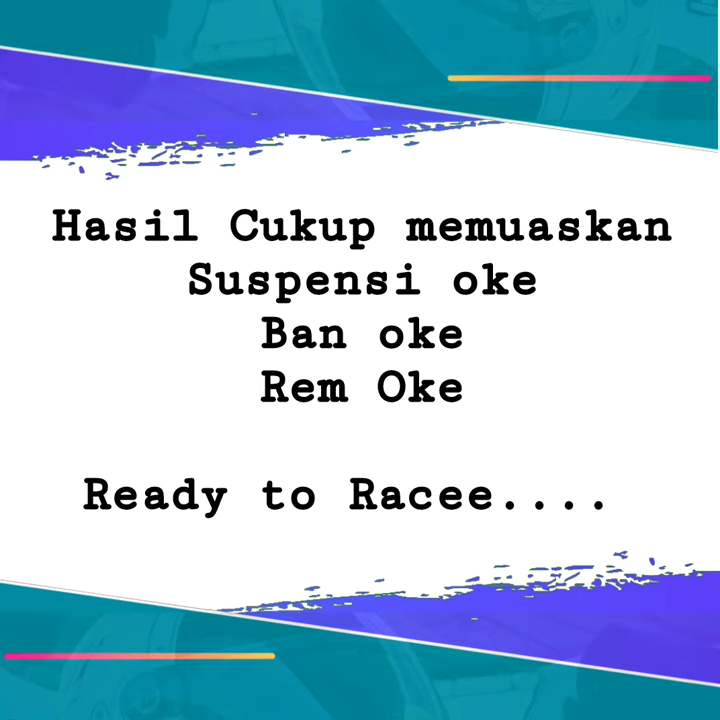 Hasil Cukup memuaskan
Suspensi oke
Ban oke
Rem Oke
Ready to Racee....